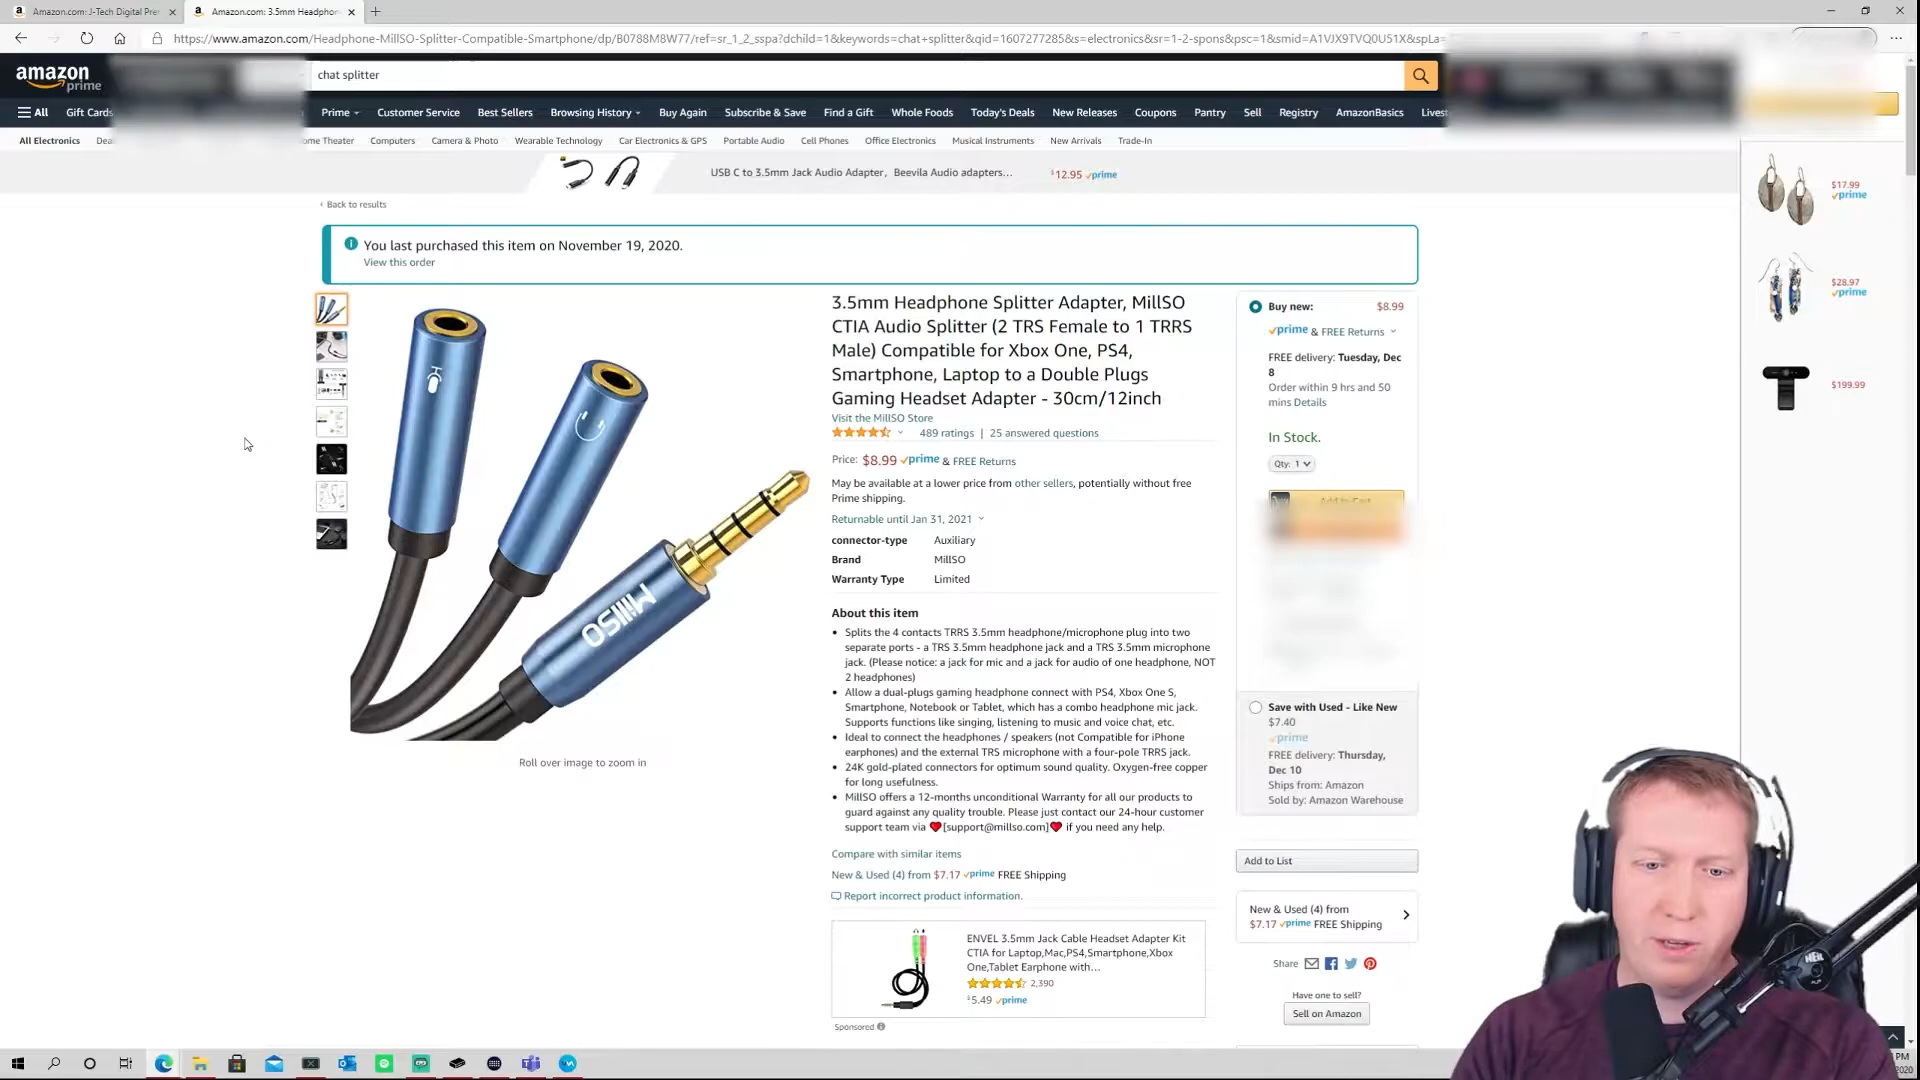 Amazon.com: J-Tech Digital Pre
Amazon.com: 3.5mm Headphon
https://www.amazon.com/Headphone-MillSO-Splitter-Compatible-Smartphone/dp/B0788M8W77/ref=sr_1_2_sspa?dchild=1&keywords=chat+splitter&qid=1607277285&s=electronics&sr=1-2-spons&psc=1&smid=A1VJX9TVQ0U51X&spLa=
amazon prime
chat splitter
All Gift Cards Prime Customer Service Best Sellers Browsing History Buy Again Subscribe & Save Find a Gift Whole Foods Today's Deals New Releases Coupons Pantry Sell Registry AmazonBasics Livest
All Electronics Dea ome Theater Computers Camera & Photo Wearable Technology Car Electronics & GPS Portable Audio Cell Phones Office Electronics Musical Instruments New Arrivals Trade-In
USB C to 3.5mm Jack Audio Adapter, Beevila Audio adapters... $12.95 prime
‹ Back to results
You last purchased this item on November 19, 2020.
View this order
MillSO
Roll over image to zoom in
3.5mm Headphone Splitter Adapter, MillSO
CTIA Audio Splitter (2 TRS Female to 1 TRRS
Male) Compatible for Xbox One, PS4,
Smartphone, Laptop to a Double Plugs
Gaming Headset Adapter - 30cm/12inch
Visit the MillSO Store
489 ratings | 25 answered questions
Price: $8.99 prime & FREE Returns
May be available at a lower price from other sellers, potentially without free
Prime shipping.
Returnable until Jan 31, 2021
connector-type Auxiliary
Brand MillSO
Warranty Type Limited
About this item
• Splits the 4 contacts TRRS 3.5mm headphone/microphone plug into two
separate ports - a TRS 3.5mm headphone jack and a TRS 3.5mm microphone
jack. (Please notice: a jack for mic and a jack for audio of one headphone, NOT
2 headphones)
• Allow a dual-plugs gaming headphone connect with PS4, Xbox One S,
Smartphone, Notebook or Tablet, which has a combo headphone mic jack.
Supports functions like singing, listening to music and voice chat, etc.
• Ideal to connect the headphones / speakers (not Compatible for iPhone
earphones) and the external TRS microphone with a four-pole TRRS jack.
• 24K gold-plated connectors for optimum sound quality. Oxygen-free copper
for long usefulness.
• MillSO offers a 12-months unconditional Warranty for all our products to
guard against any quality trouble. Please just contact our 24-hour customer
support team via ❤[support@millso.com]❤ if you need any help.
Compare with similar items
New & Used (4) from $7.17 prime FREE Shipping
Report incorrect product information.
ENVEL 3.5mm Jack Cable Headset Adapter Kit
CTIA for Laptop,Mac,PS4,Smartphone,Xbox
One,Tablet Earphone with...
2,390
$5.49 prime
Sponsored
Buy new: $8.99
prime & FREE Returns
FREE delivery: Tuesday, Dec
8
Order within 9 hrs and 50
mins Details
In Stock.
Qty: 1
Add to Cart
Save with Used - Like New
$7.40
prime
FREE delivery: Thursday,
Dec 10
Ships from: Amazon
Sold by: Amazon Warehouse
Add to List
New & Used (4) from
$7.17 prime FREE Shipping
Share
Have one to sell?
Sell on Amazon
$17.99
prime
$28.97
prime
$199.99
PM
2020